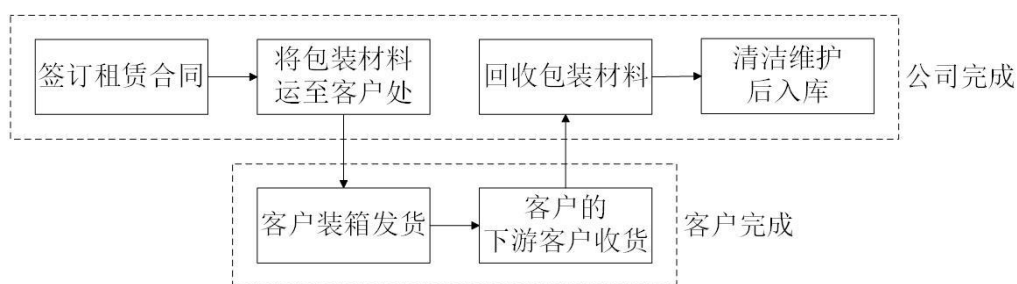 签订租赁合同
将包装材料
运至客户处
回收包装材料
清洁维护
后入库
公司完成
客户装箱发货
客户的
下游客户收货
客户完成